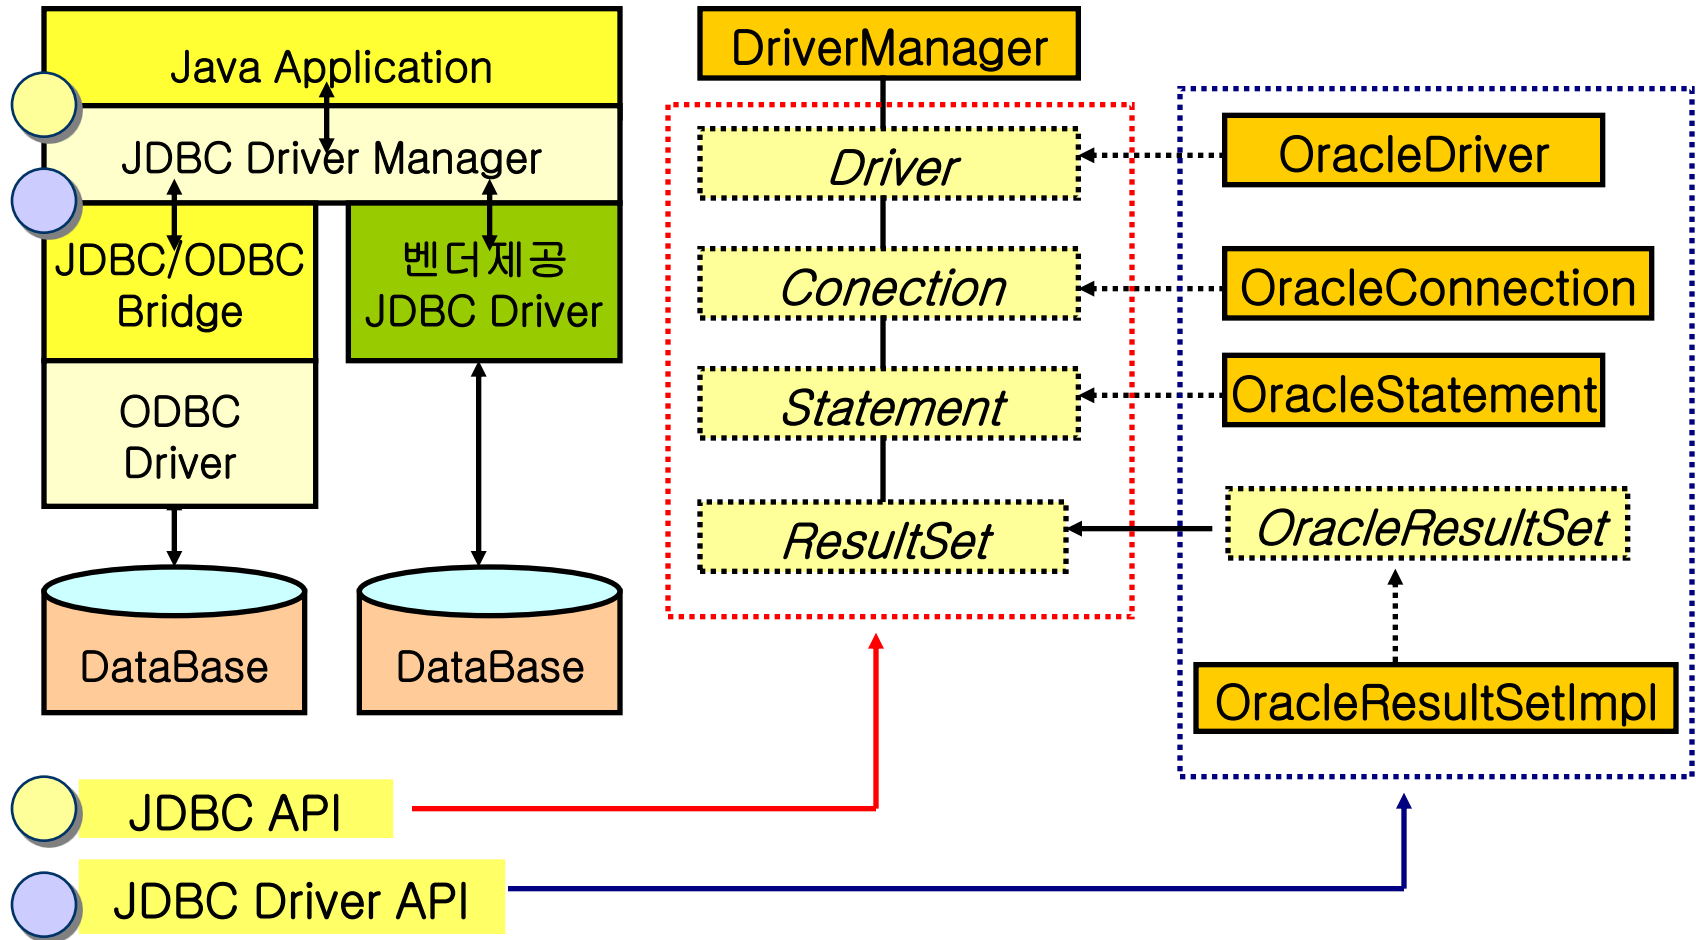 Java Application
JDBC Driver Manager
JDBC/ODBC
Bridge
벤더제공
JDBC Driver
ODBC
Driver
DataBase
DataBase
DriverManager
Driver
Conection
Statement
ResultSet
OracleDriver
OracleConnection
OracleStatement
OracleResultSet
OracleResultSetImpl
JDBC API
JDBC Driver API